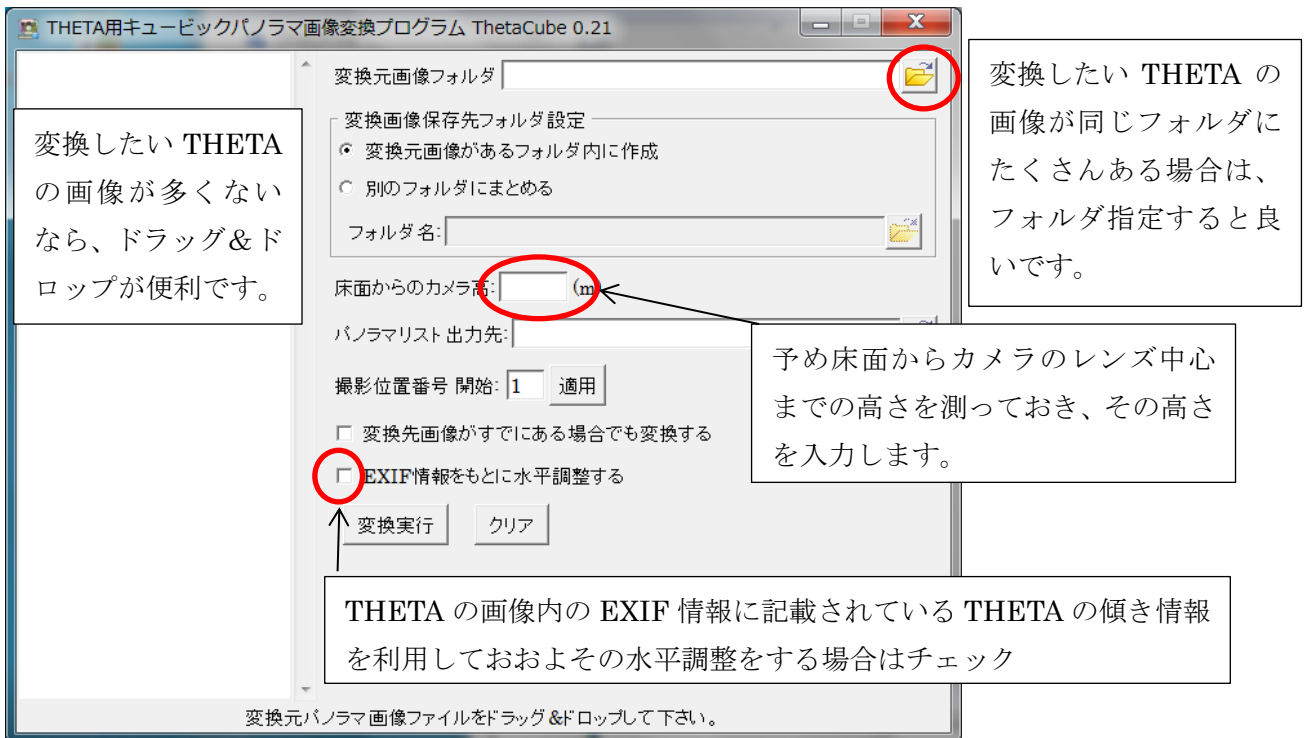 THETA用キュービックパノラマ画像変換プログラム ThetaCube 0.21
変換元画像フォルダ
変換画像保存先フォルダ設定
変換元画像があるフォルダ内に作成
別のフォルダにまとめる
フォルダ名:
床面からのカメラ高:
(m)
パノラマリスト出力先:
撮影位置番号 開始: 1 適用
変換先画像がすでにある場合でも変換する
EXIF情報をもとに水平調整する
変換実行 クリア
変換元パノラマ画像ファイルをドラッグ&ドロップして下さい。
変換したい THETA
の画像が多くない
なら、ドラッグ&ド
ロップが便利です。
変換したい THETA の
画像が同じフォルダに
たくさんある場合は、
フォルダ指定すると良
いです。
予め床面からカメラのレンズ中心
までの高さを測っておき、その高さ
を入力します。
THETA の画像内の EXIF 情報に記載されている THETA の傾き情報
を利用しておおよその水平調整をする場合はチェック